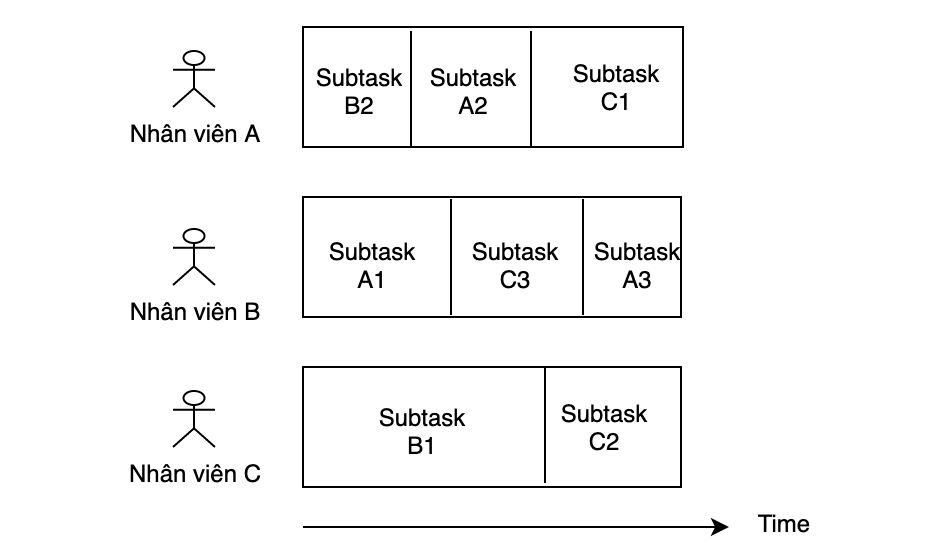 Subtask
B2
Subtask
A2
Subtask
C1
Nhân viên A
Subtask
A1
Subtask
C3
Subtask
A3
Nhân viên B
Subtask
B1
Subtask
C2
Nhân viên C
Time